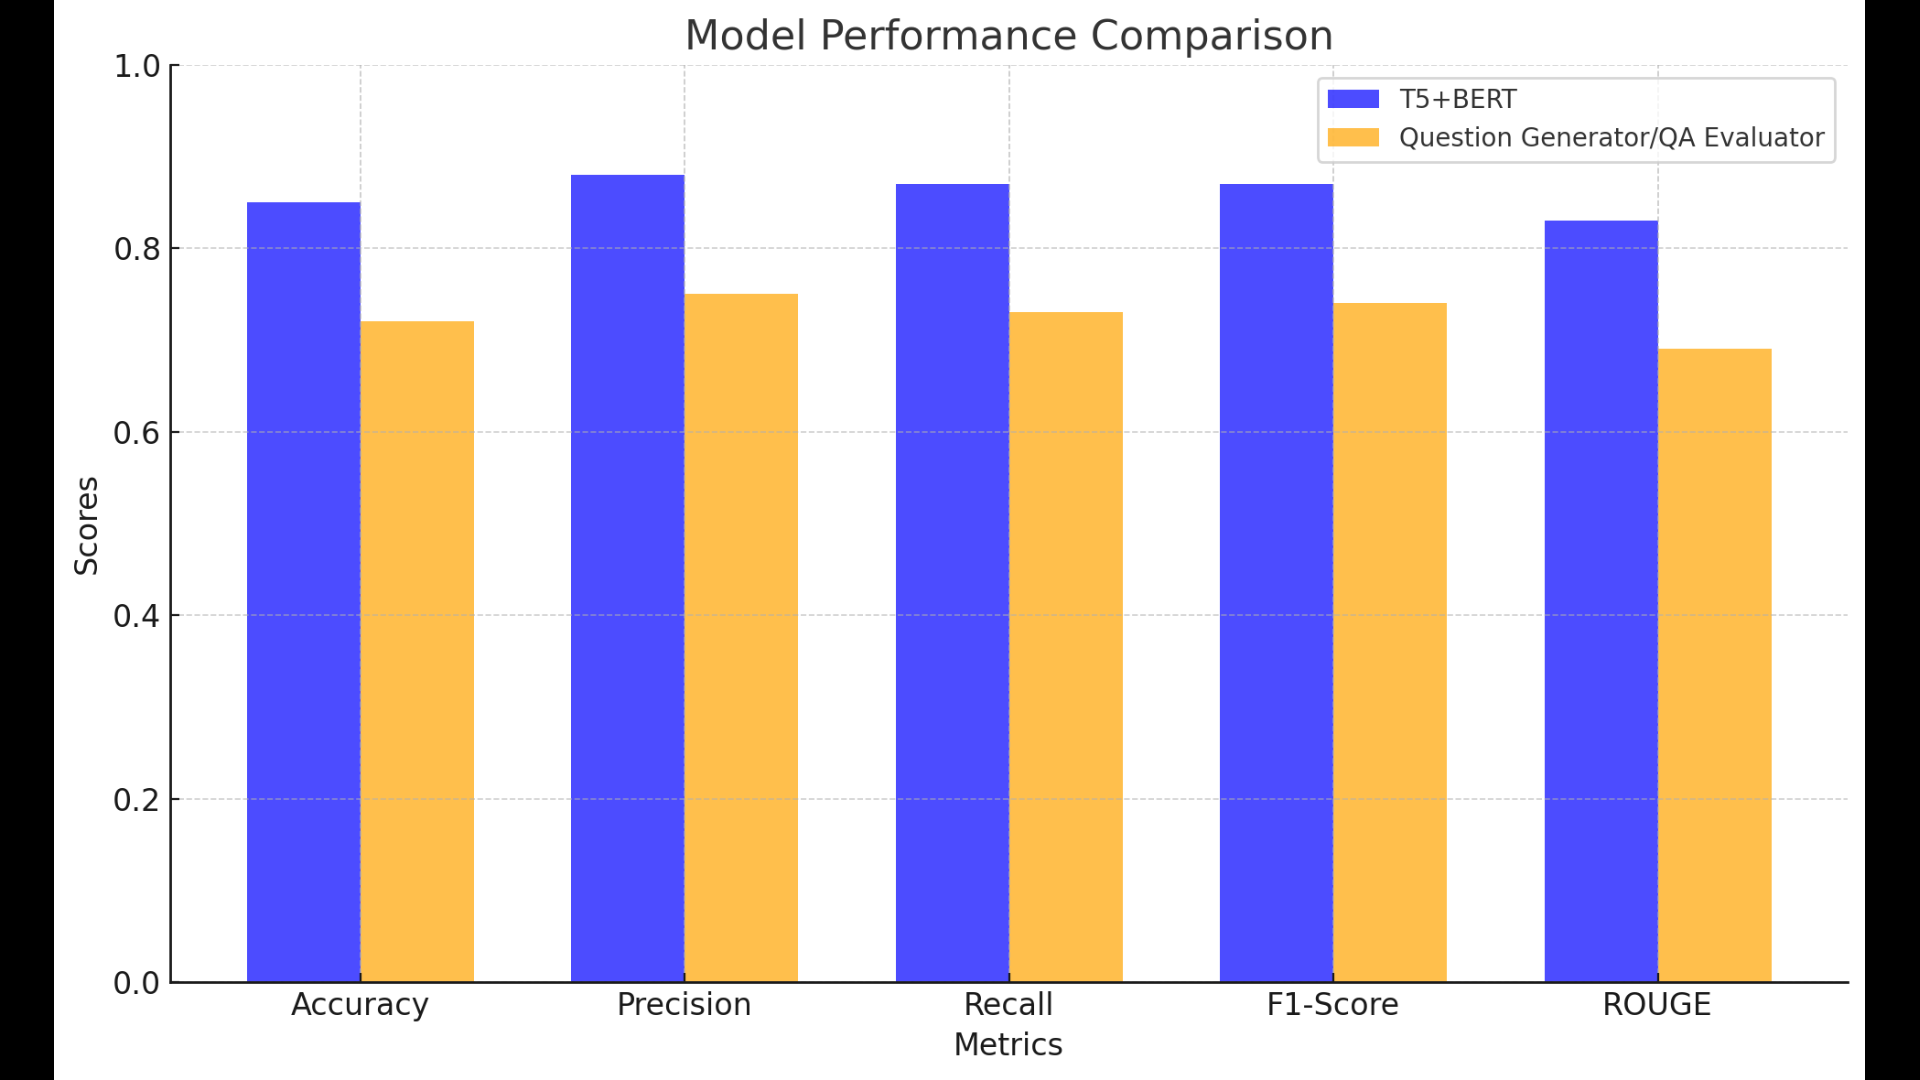 Model Performance Comparison
1.0
0.8
0.6
0.4
0.2
0.0
Scores
T5+BERT
Question Generator/QA Evaluator
Accuracy
Precision
Recall
F1-Score
ROUGE
Metrics